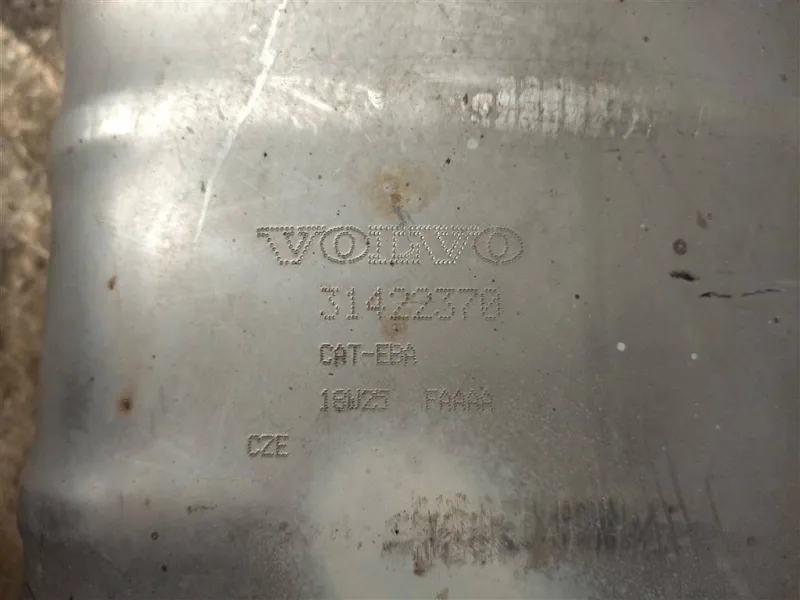 VOLVO
31422370
CAT-EBA
18W25 FAAAA
CZE